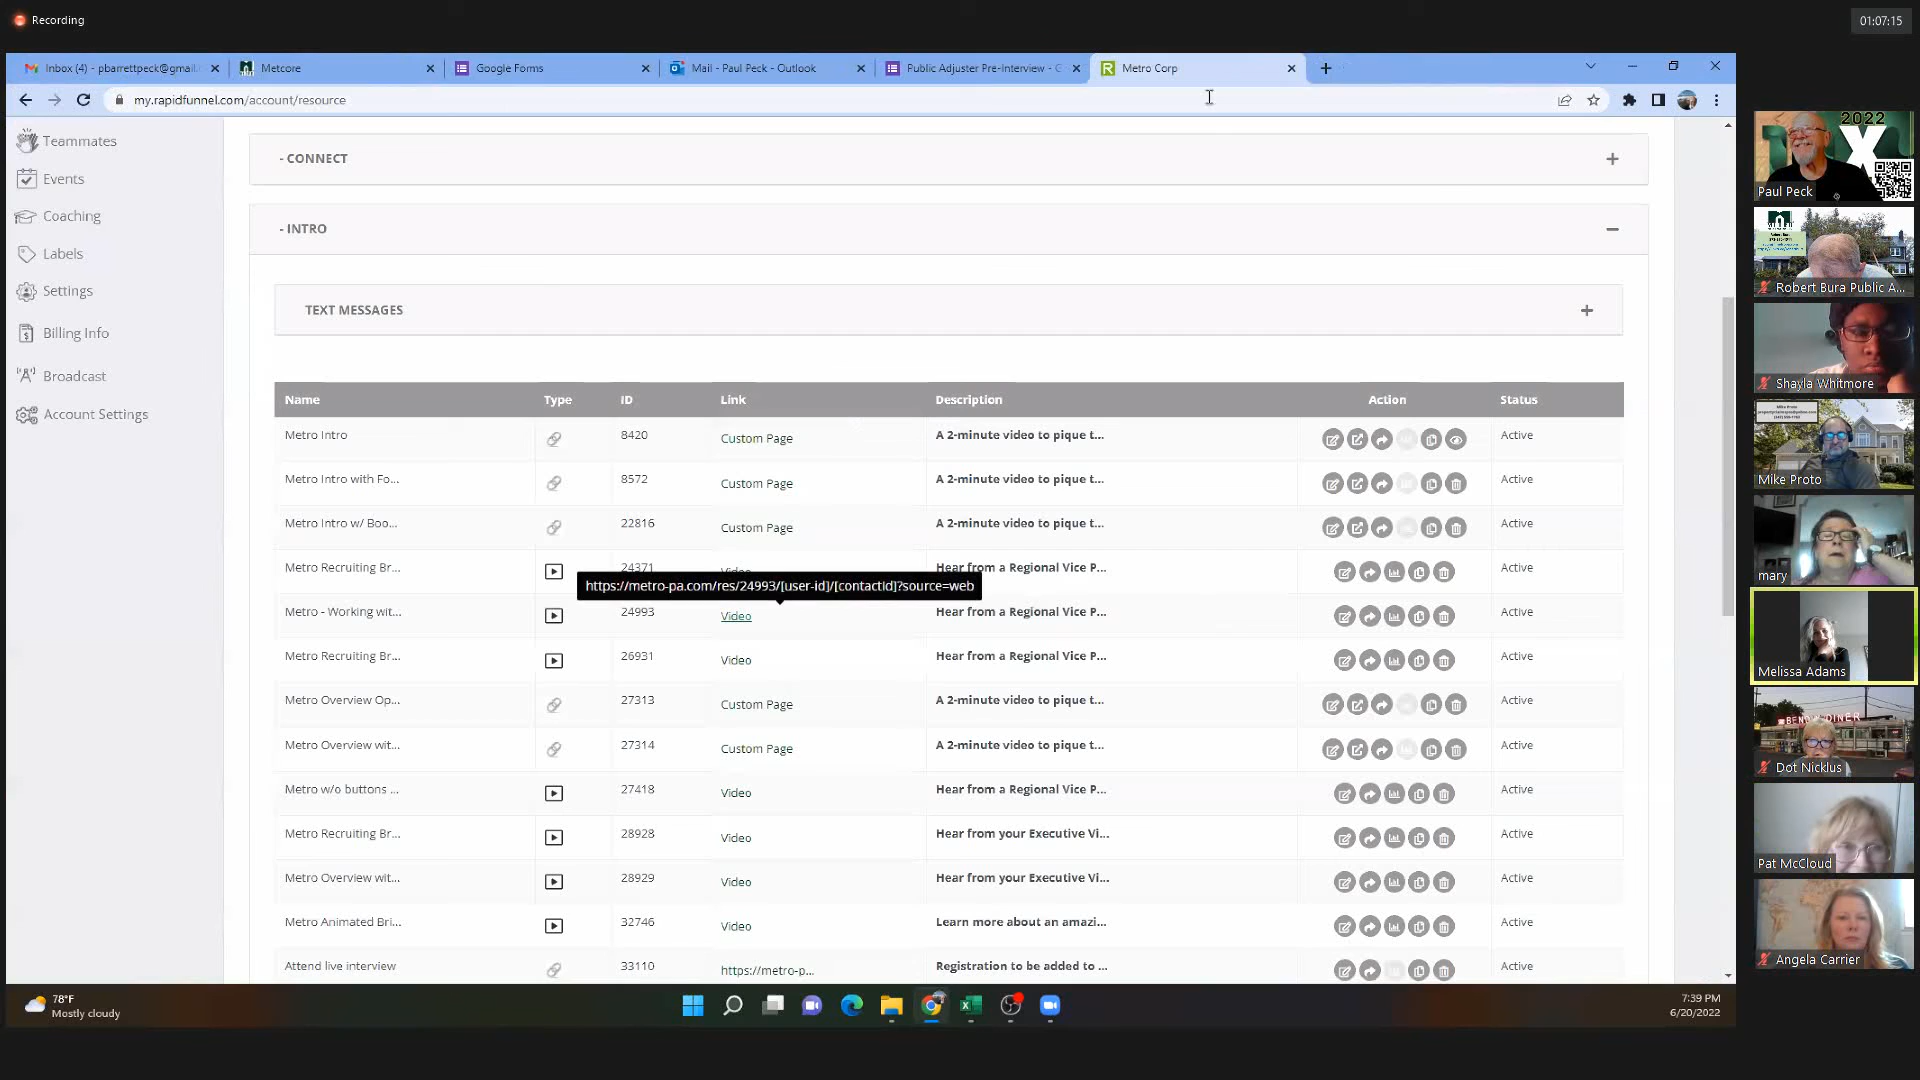 Recording
01:07:15
Inbox (4) - pbarrettpeck@gmail.
Metcore
Google Forms
Mail - Paul Peck - Outlook
Public Adjuster Pre-Interview - G
Metro Corp
my.rapidfunnel.com/account/resource
Teammates
Events
Coaching
Labels
Settings
Billing Info
Broadcast
Account Settings
- CONNECT
- INTRO
TEXT MESSAGES
Name Type ID Link Description Action Status
Metro Intro 8420 Custom Page A 2-minute video to pique t... Active
Metro Intro with Fo... 8572 Custom Page A 2-minute video to pique t... Active
Metro Intro w/ Boo... 22816 Custom Page A 2-minute video to pique t... Active
Metro Recruiting Br... 24371 Video Hear from a Regional Vice P... Active
https://metro-pa.com/res/24993/[user-id]/[contactId]?source=web
Metro - Working wit... 24993 Video Hear from a Regional Vice P... Active
Metro Recruiting Br... 26931 Video Hear from a Regional Vice P... Active
Metro Overview Op... 27313 Custom Page A 2-minute video to pique t... Active
Metro Overview wit... 27314 Custom Page A 2-minute video to pique t... Active
Metro w/o buttons ... 27418 Video Hear from a Regional Vice P... Active
Metro Recruiting Br... 28928 Video Hear from your Executive Vi... Active
Metro Overview wit... 28929 Video Hear from your Executive Vi... Active
Metro Animated Bri... 32746 Video Learn more about an amazi... Active
Attend live interview 33110 https://metro-p... Registration to be added to ... Active
2022
Paul Peck
Robert Bura Public A...
Shayla Whitmore
Mike Proto
Mike Proto
mary
Melissa Adams
DINER
Dot Nicklus
Pat McCloud
Angela Carrier
78°F
Mostly cloudy
7:39 PM
6/20/2022